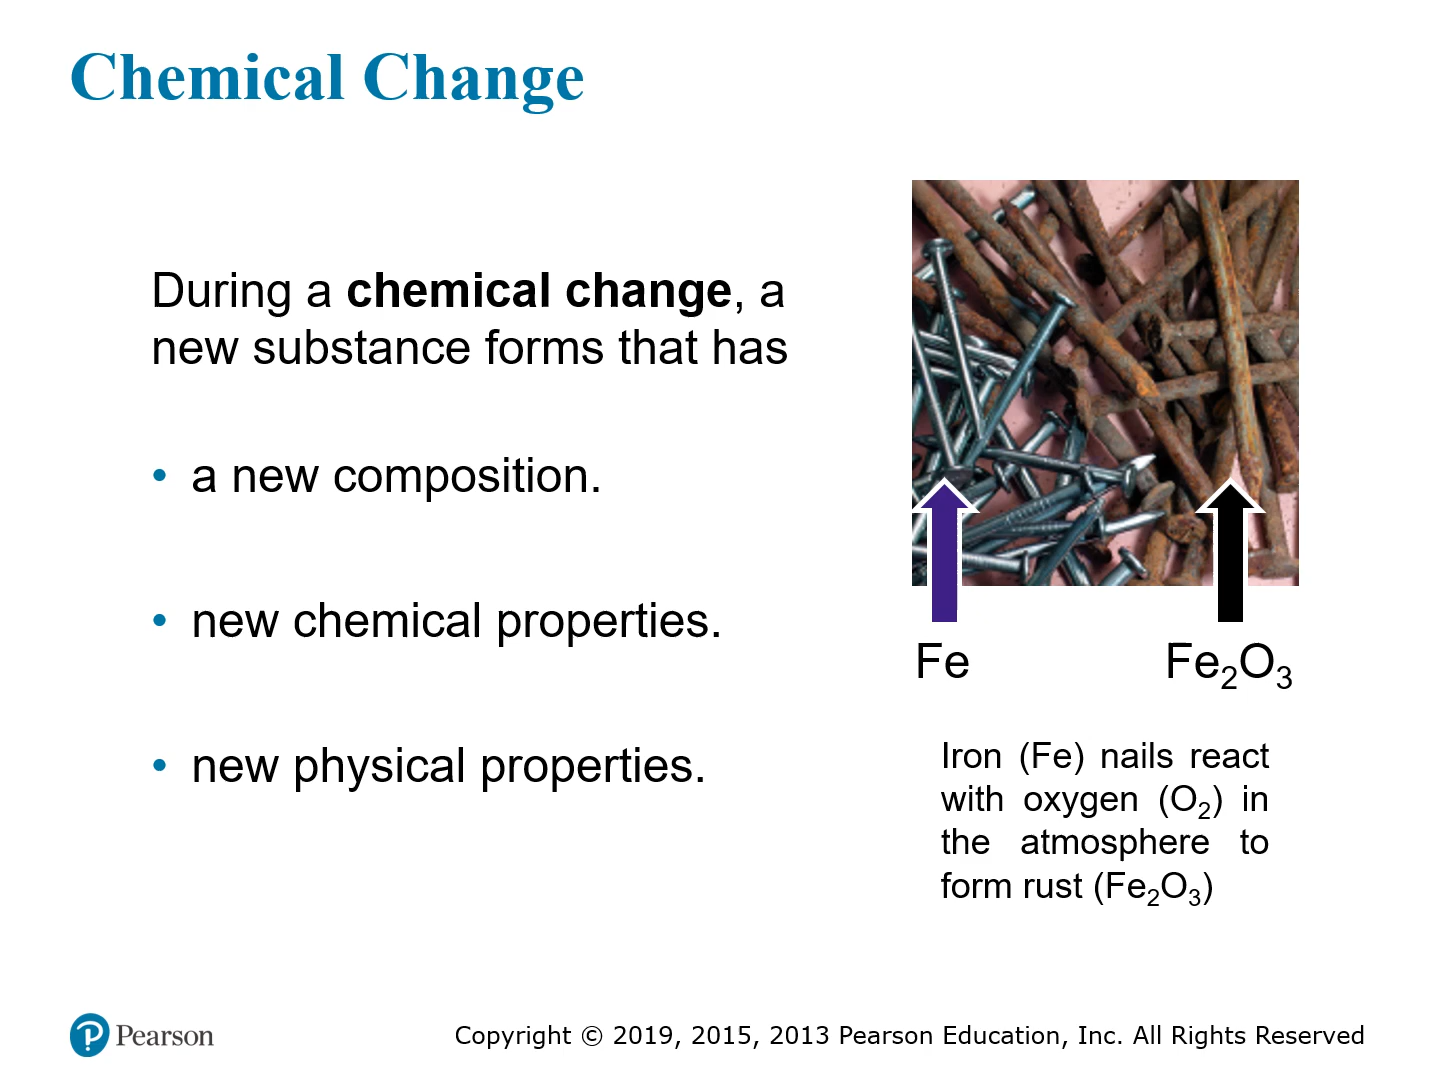 Chemical Change
During a chemical change, a
new substance forms that has
• a new composition.
• new chemical properties.
• new physical properties.
Fe
Fe₂O₃
Iron (Fe) nails react
with oxygen (O₂) in
the atmosphere to
form rust (Fe₂O₃)
Pearson
Copyright © 2019, 2015, 2013 Pearson Education, Inc. All Rights Reserved